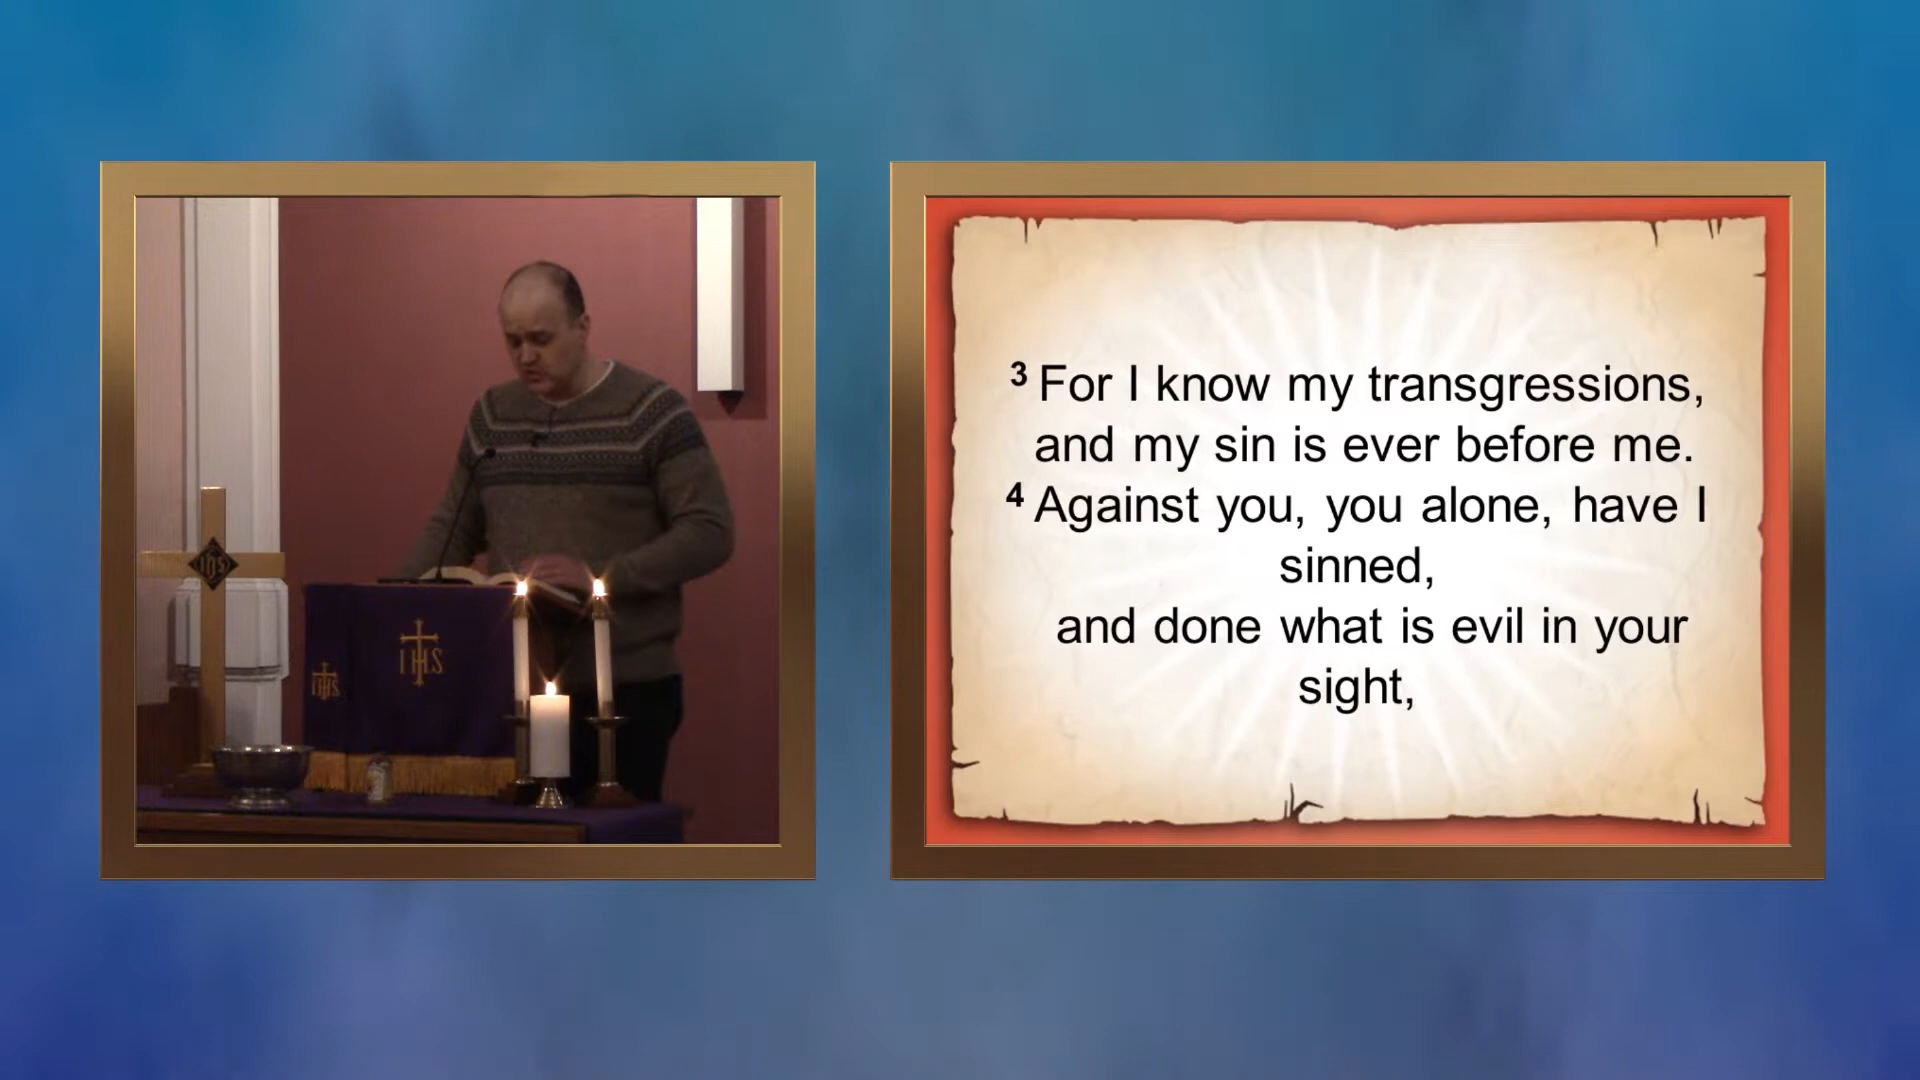 IHS
IHS
IHS
3 For I know my transgressions,
and my sin is ever before me.
4 Against you, you alone, have I
sinned,
and done what is evil in your
sight,